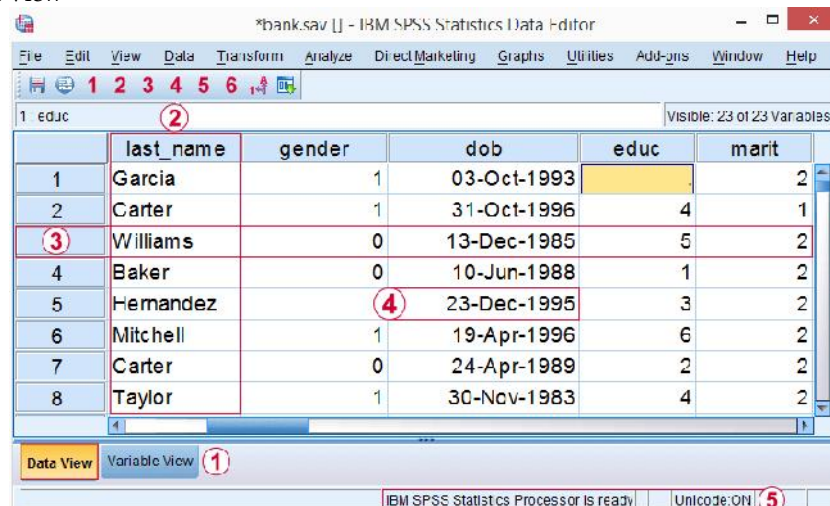 *bank.sav [] - IBM SPSS Statistics Data Editor
File Edit View Data Transform Analyze Direct Marketing Graphs Utilities Add-ons Window Help
1 2 3 4 5 6
1 : educ 2 Visible: 23 of 23 Variables
last_name gender dob educ marit
1 Garcia 1 03-Oct-1993 . 2
2 Carter 1 31-Oct-1996 4 1
3 Williams 0 13-Dec-1985 5 2
4 Baker 0 10-Jun-1988 1 2
5 Hernandez 4 23-Dec-1995 3 2
6 Mitchell 1 19-Apr-1996 6 2
7 Carter 0 24-Apr-1989 2 2
8 Taylor 1 30-Nov-1983 4 2
Data View Variable View 1
IBM SPSS Statistics Processor is ready Unicode:ON 5